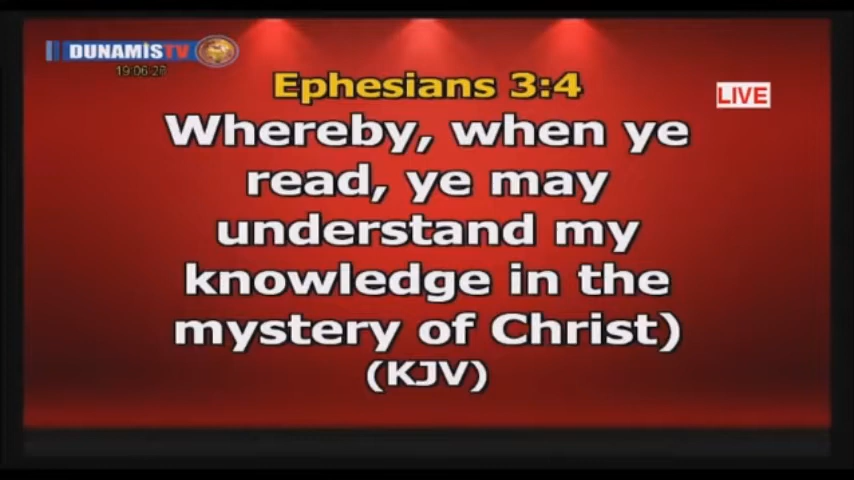 DUNAMIS TV
19:06:26
Ephesians 3:4
LIVE
Whereby, when ye
read, ye may
understand my
knowledge in the
mystery of Christ)
(KJV)